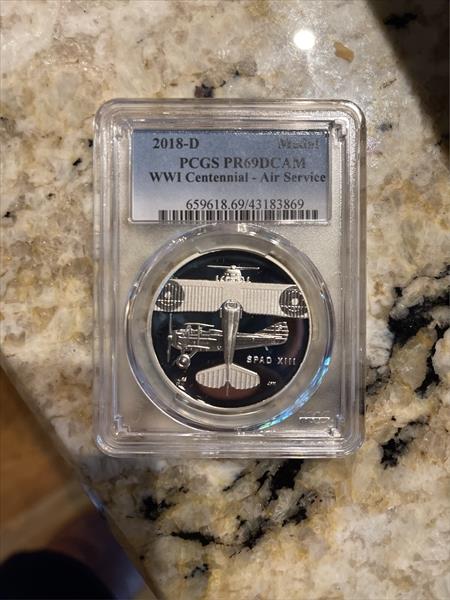 2018-D Medal
PCGS PR69DCAM
WWI Centennial - Air Service
659618.69/43183869
SPAD XIII